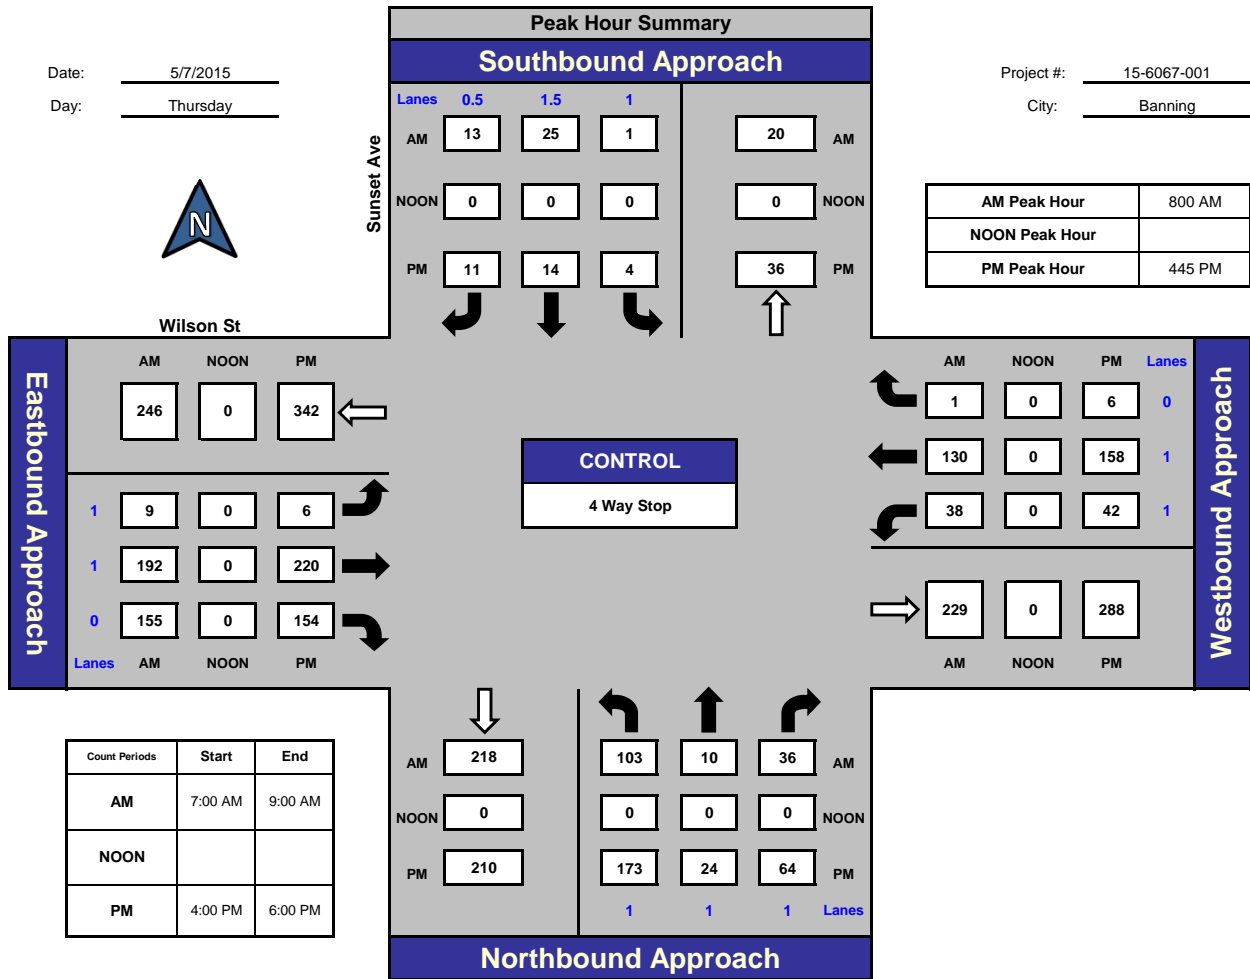 Peak Hour Summary
Southbound Approach
Date: 5/7/2015
Day: Thursday
Project #: 15-6067-001
City: Banning
N
Sunset Ave
Lanes 0.5 1.5 1
AM 13 25 1 20 AM
NOON 0 0 0 0 NOON
PM 11 14 4 36 PM
AM Peak Hour 800 AM
NOON Peak Hour
PM Peak Hour 445 PM
Wilson St
Eastbound Approach
AM NOON PM
246 0 342
1 9 0 6
1 192 0 220
0 155 0 154
Lanes AM NOON PM
CONTROL
4 Way Stop
AM NOON PM Lanes
1 0 6 0
130 0 158 1
38 0 42 1
229 0 288
AM NOON PM
Westbound Approach
Count Periods Start End
AM 7:00 AM 9:00 AM
NOON
PM 4:00 PM 6:00 PM
AM 218 103 10 36 AM
NOON 0 0 0 0 NOON
PM 210 173 24 64 PM
1 1 1 Lanes
Northbound Approach